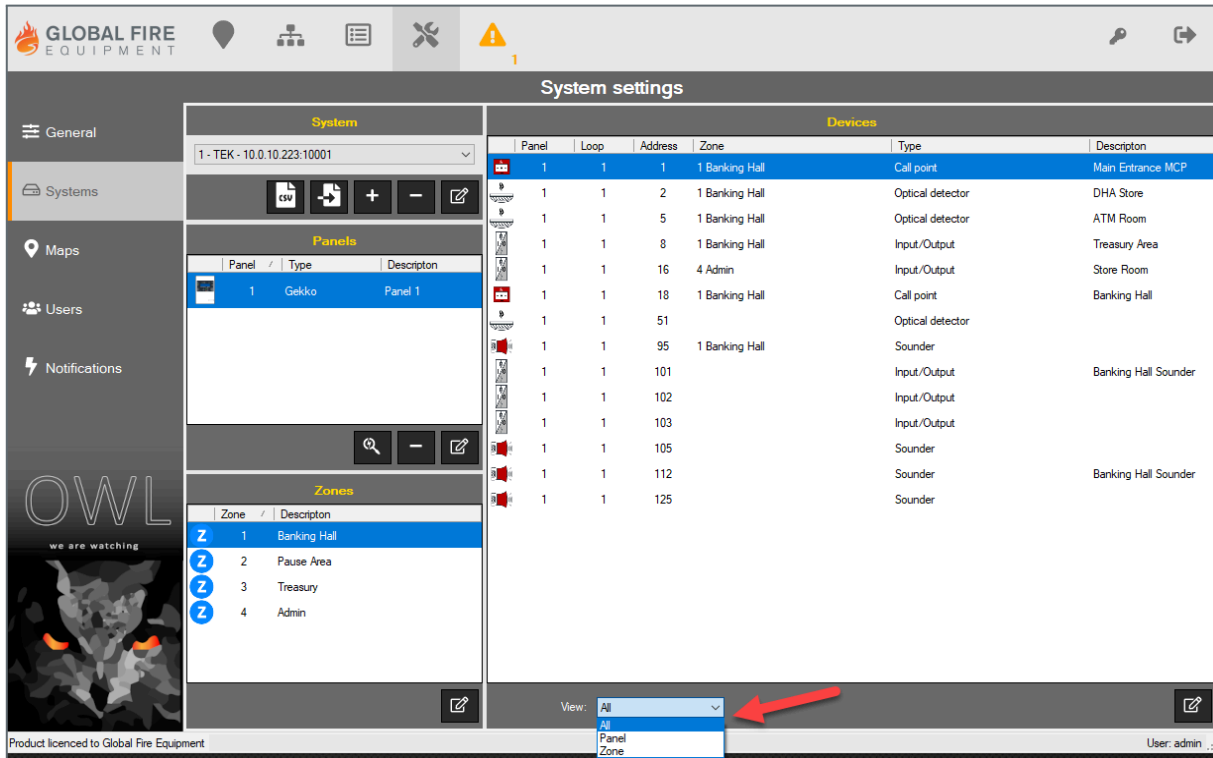 GLOBAL FIRE
EQUIPMENT
1
System settings
General
Systems
Maps
Users
Notifications
OWL
we are watching
System
1 - TEK - 10.0.10.223:10001
CSV
Panels
Panel Type Descripton
1 Gekko Panel 1
Zones
Zone Descripton
Z 1 Banking Hall
Z 2 Pause Area
Z 3 Treasury
Z 4 Admin
Devices
Panel Loop Address Zone Type Descripton
1 1 1 1 Banking Hall Call point Main Entrance MCP
1 1 2 1 Banking Hall Optical detector DHA Store
1 1 5 1 Banking Hall Optical detector ATM Room
1 1 8 1 Banking Hall Input/Output Treasury Area
1 1 16 4 Admin Input/Output Store Room
1 1 18 1 Banking Hall Call point Banking Hall
1 1 51 Optical detector
1 1 95 1 Banking Hall Sounder
1 1 101 Input/Output Banking Hall Sounder
1 1 102 Input/Output
1 1 103 Input/Output
1 1 105 Sounder
1 1 112 Sounder Banking Hall Sounder
1 1 125 Sounder
View: All
All
Panel
Zone
Product licenced to Global Fire Equipment
User: admin